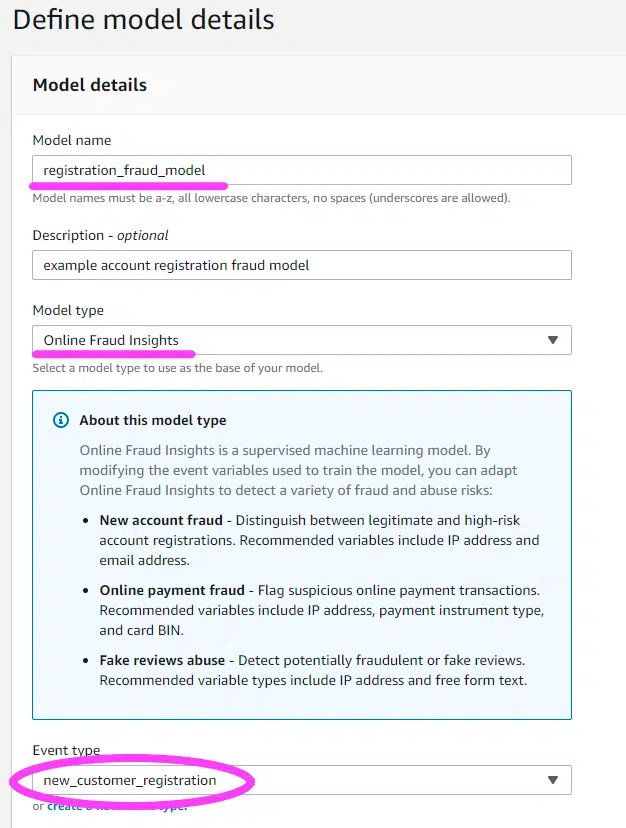 Define model details
Model details
Model name
registration_fraud_model
Model names must be a-z, all lowercase characters, no spaces (underscores are allowed).
Description - optional
example account registration fraud model
Model type
Online Fraud Insights
Select a model type to use as the base of your model.
About this model type
Online Fraud Insights is a supervised machine learning model. By
modifying the event variables used to train the model, you can adapt
Online Fraud Insights to detect a variety of fraud and abuse risks:
• New account fraud - Distinguish between legitimate and high-risk
account registrations. Recommended variables include IP address and
email address.
• Online payment fraud - Flag suspicious online payment transactions.
Recommended variables include IP address, payment instrument type,
and card BIN.
• Fake reviews abuse - Detect potentially fraudulent or fake reviews.
Recommended variable types include IP address and free form text.
Event type
new_customer_registration
or type.